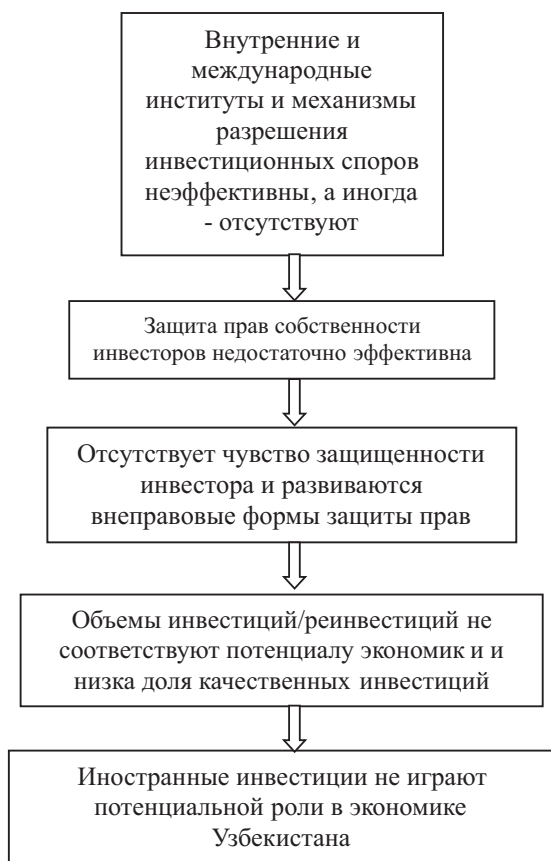 Внутренние и
международные
институты и механизмы
разрешения
инвестиционных споров
неэффективны, а иногда
- отсутствуют
Защита прав собственности
инвесторов недостаточно эффективна
Отсутствует чувство защищенности
инвестора и развиваются
внеправовые формы защиты прав
Объемы инвестиций/реинвестиций не
соответствуют потенциалу экономик и и
низка доля качественных инвестиций
Иностранные инвестиции не играют
потенциальной роли в экономике
Узбекистана